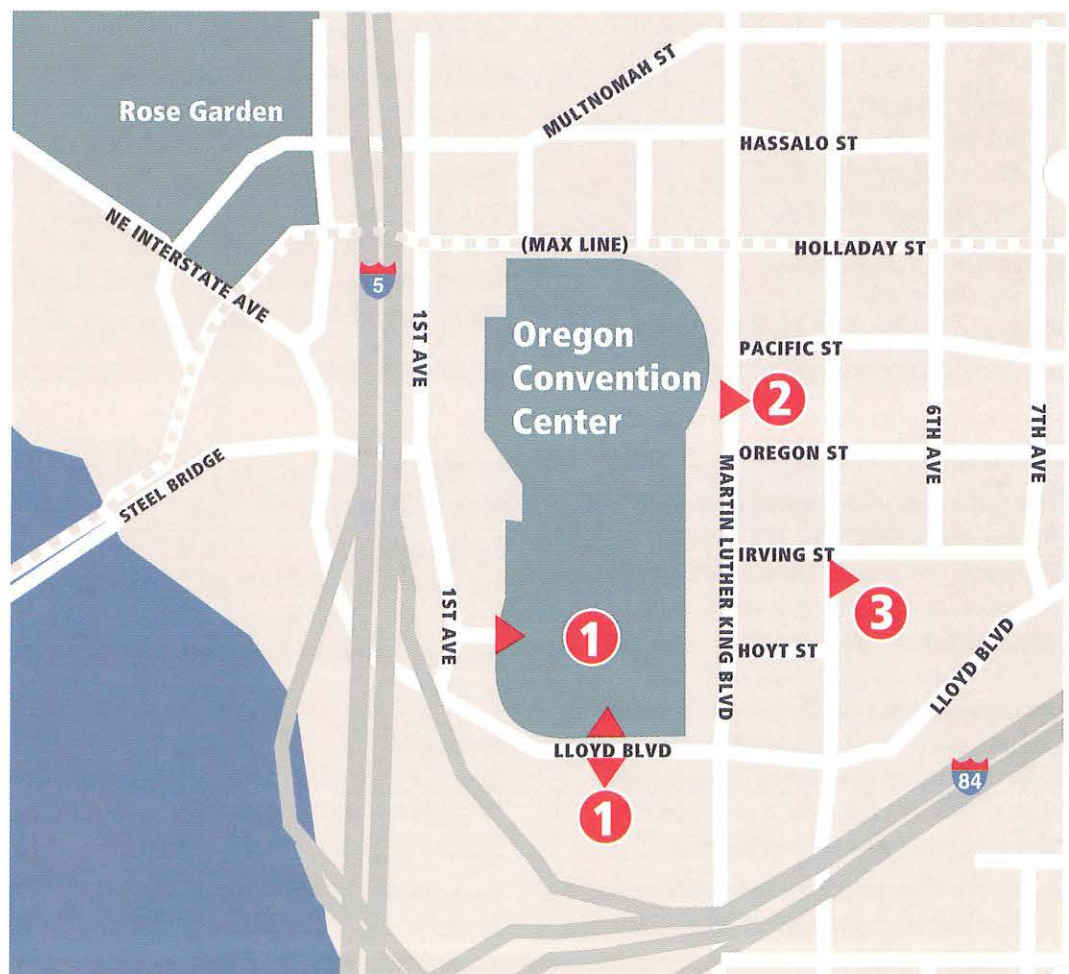 MULTNOMAH ST
Rose Garden
HASSALO ST
NE INTERSTATE AVE
(MAX LINE)
HOLLADAY ST
5
1ST AVE
Oregon
Convention
Center
PACIFIC ST
2
6TH AVE
7TH AVE
OREGON ST
STEEL BRIDGE
MARTIN LUTHER KING BLVD
IRVING ST
3
1ST AVE
1
HOYT ST
LLOYD BLVD
LLOYD BLVD
84
1